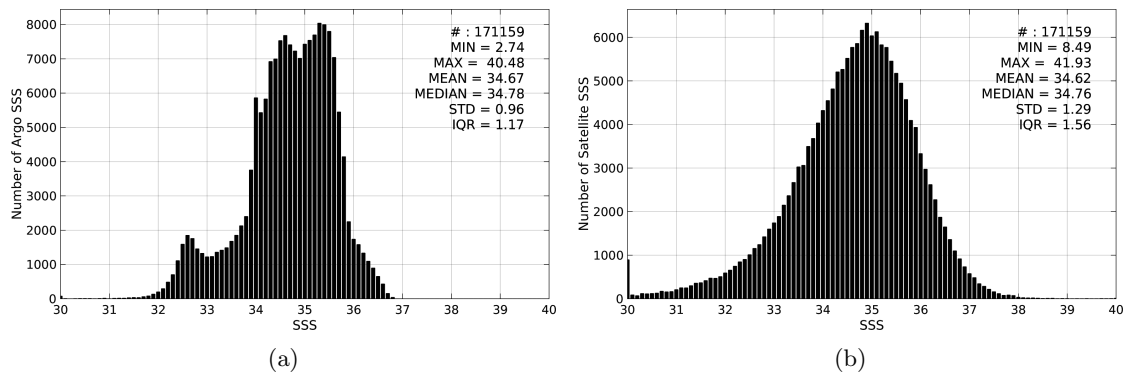 8000
7000
6000
5000
4000
3000
2000
1000
0
Number of Argo SSS
# : 171159
MIN = 2.74
MAX = 40.48
MEAN = 34.67
MEDIAN = 34.78
STD = 0.96
IQR = 1.17
30 31 32 33 34 35 36 37 38 39 40
SSS
(a)
6000
5000
4000
3000
2000
1000
0
Number of Satellite SSS
# : 171159
MIN = 8.49
MAX = 41.93
MEAN = 34.62
MEDIAN = 34.76
STD = 1.29
IQR = 1.56
30 31 32 33 34 35 36 37 38 39 40
SSS
(b)